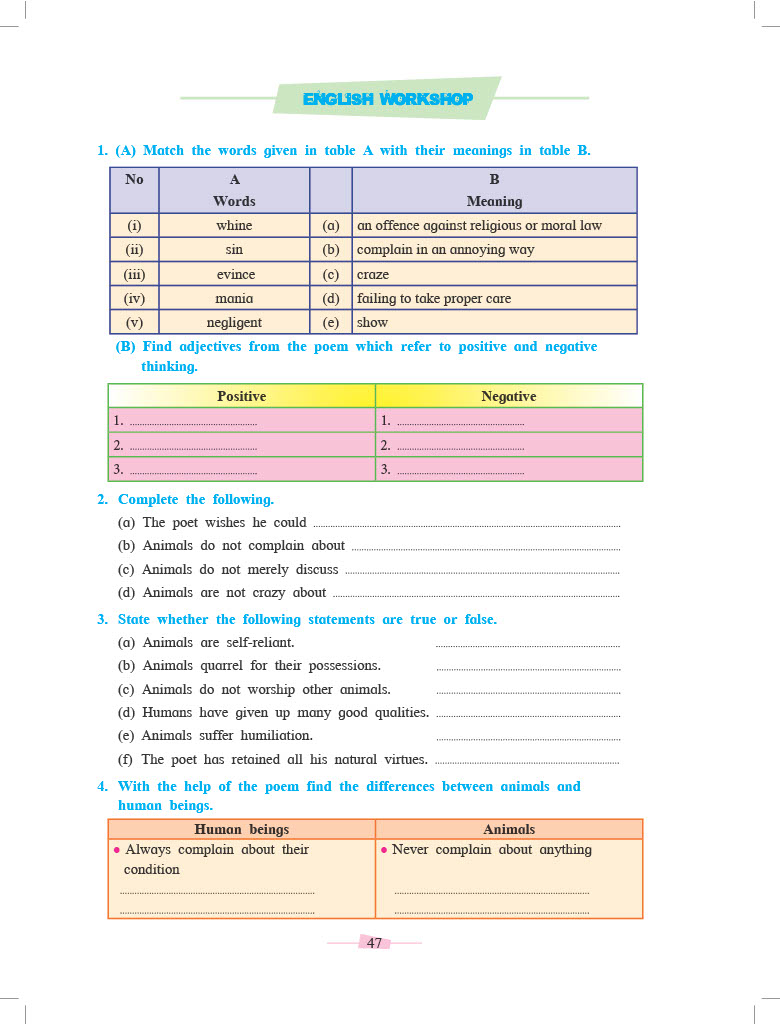 ENGLISH WORKSHOP
1. (A) Match the words given in table A with their meanings in table B.
No A B
Words Meaning
(i) whine (a) an offence against religious or moral law
(ii) sin (b) complain in an annoying way
(iii) evince (c) craze
(iv) mania (d) failing to take proper care
(v) negligent (e) show
(B) Find adjectives from the poem which refer to positive and negative
thinking.
Positive Negative
1. ................................................ 1. ................................................
2. ................................................ 2. ................................................
3. ................................................ 3. ................................................
2. Complete the following.
(a) The poet wishes he could ................................................
(b) Animals do not complain about ................................................
(c) Animals do not merely discuss ................................................
(d) Animals are not crazy about ................................................
3. State whether the following statements are true or false.
(a) Animals are self-reliant. ................................................
(b) Animals quarrel for their possessions. ................................................
(c) Animals do not worship other animals. ................................................
(d) Humans have given up many good qualities. ................................................
(e) Animals suffer humiliation. ................................................
(f) The poet has retained all his natural virtues. ................................................
4. With the help of the poem find the differences between animals and
human beings.
Human beings Animals
• Always complain about their • Never complain about anything
condition
................................................ ................................................
................................................ ................................................
47